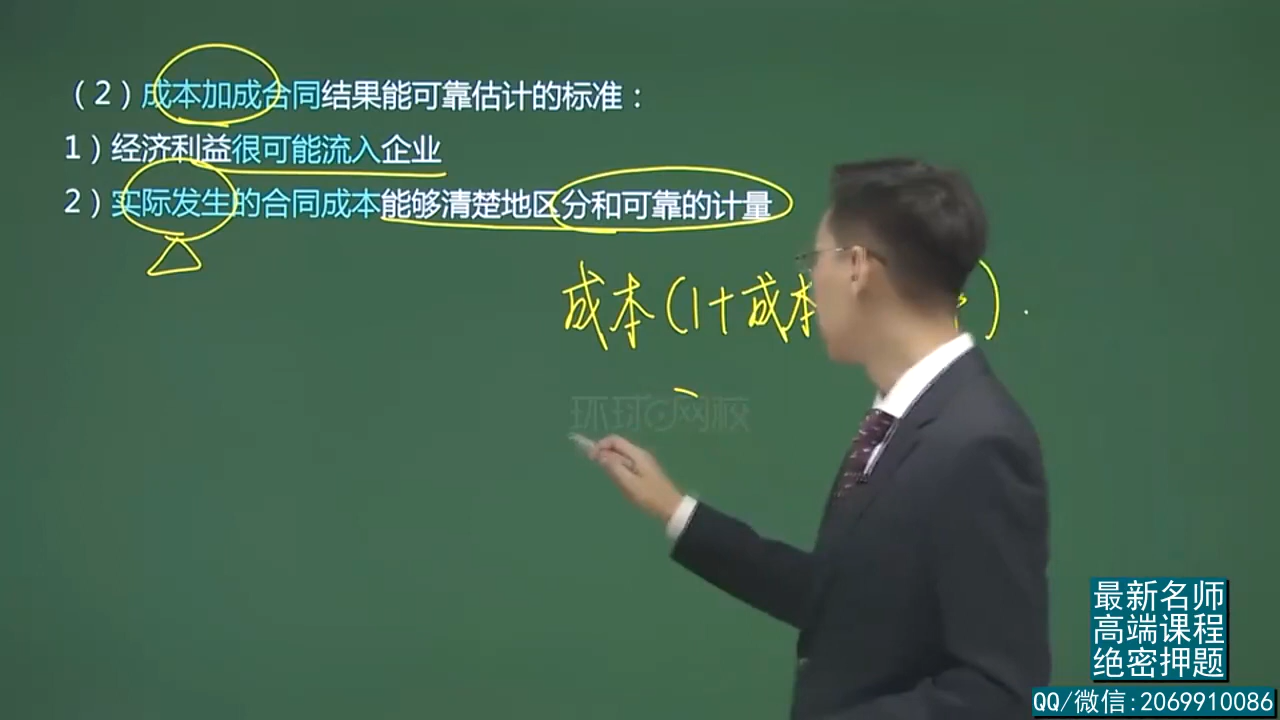 （2）成本加成合同结果能可靠估计的标准：
1）经济利益很可能流入企业
2）实际发生的合同成本能够清楚地区分和可靠的计量
成本(1+成本
)
环球网校
最新名师
高端课程
绝密押题
QQ/微信:2069910086